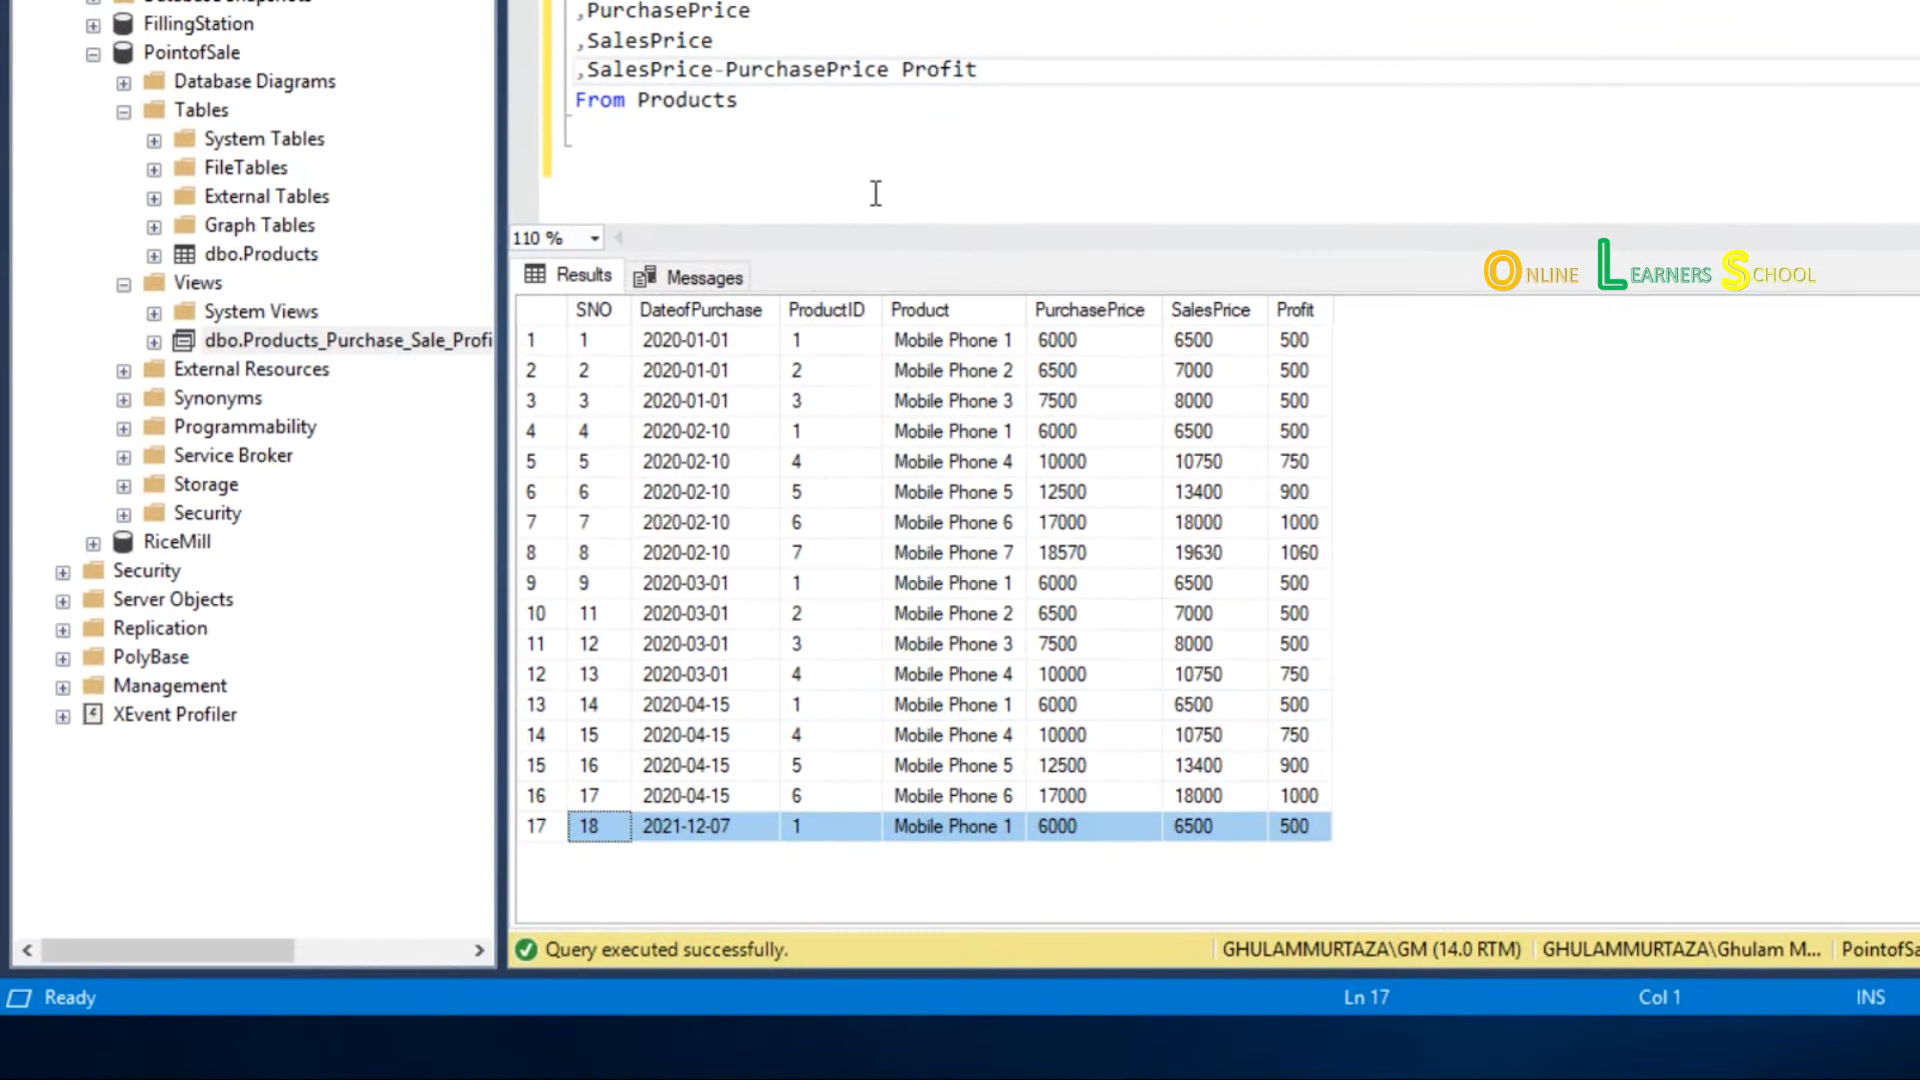 FillingStation
PointofSale
Database Diagrams
Tables
System Tables
FileTables
External Tables
Graph Tables
dbo.Products
Views
System Views
dbo.Products_Purchase_Sale_Profi
External Resources
Synonyms
Programmability
Service Broker
Storage
Security
RiceMill
Security
Server Objects
Replication
PolyBase
Management
XEvent Profiler
,PurchasePrice
,SalesPrice
,SalesPrice-PurchasePrice Profit
From Products
110 %
Results Messages
ONLINE LEARNERS SCHOOL
SNO DateofPurchase ProductID Product PurchasePrice SalesPrice Profit
1 1 2020-01-01 1 Mobile Phone 1 6000 6500 500
2 2 2020-01-01 2 Mobile Phone 2 6500 7000 500
3 3 2020-01-01 3 Mobile Phone 3 7500 8000 500
4 4 2020-02-10 1 Mobile Phone 1 6000 6500 500
5 5 2020-02-10 4 Mobile Phone 4 10000 10750 750
6 6 2020-02-10 5 Mobile Phone 5 12500 13400 900
7 7 2020-02-10 6 Mobile Phone 6 17000 18000 1000
8 8 2020-02-10 7 Mobile Phone 7 18570 19630 1060
9 9 2020-03-01 1 Mobile Phone 1 6000 6500 500
10 11 2020-03-01 2 Mobile Phone 2 6500 7000 500
11 12 2020-03-01 3 Mobile Phone 3 7500 8000 500
12 13 2020-03-01 4 Mobile Phone 4 10000 10750 750
13 14 2020-04-15 1 Mobile Phone 1 6000 6500 500
14 15 2020-04-15 4 Mobile Phone 4 10000 10750 750
15 16 2020-04-15 5 Mobile Phone 5 12500 13400 900
16 17 2020-04-15 6 Mobile Phone 6 17000 18000 1000
17 18 2021-12-07 1 Mobile Phone 1 6000 6500 500
Query executed successfully. GHULAMMURTAZA\GM (14.0 RTM) GHULAMMURTAZA\Ghulam M... PointofSa
Ready Ln 17 Col 1 INS